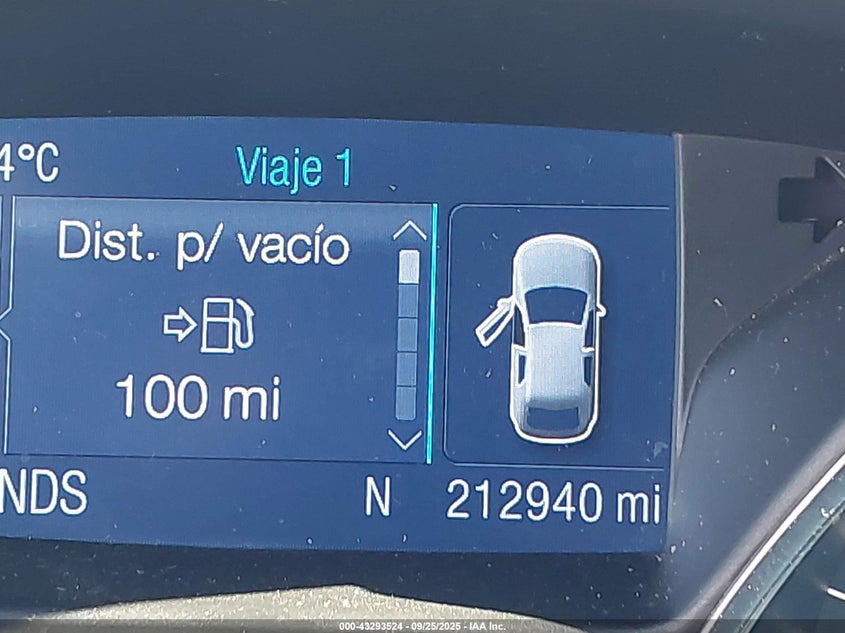 4°C
Viaje 1
Dist. p/ vacío
100 mi
NDS
N
212940 mi
000-43293524 - 09/25/2025 - IAA Inc.